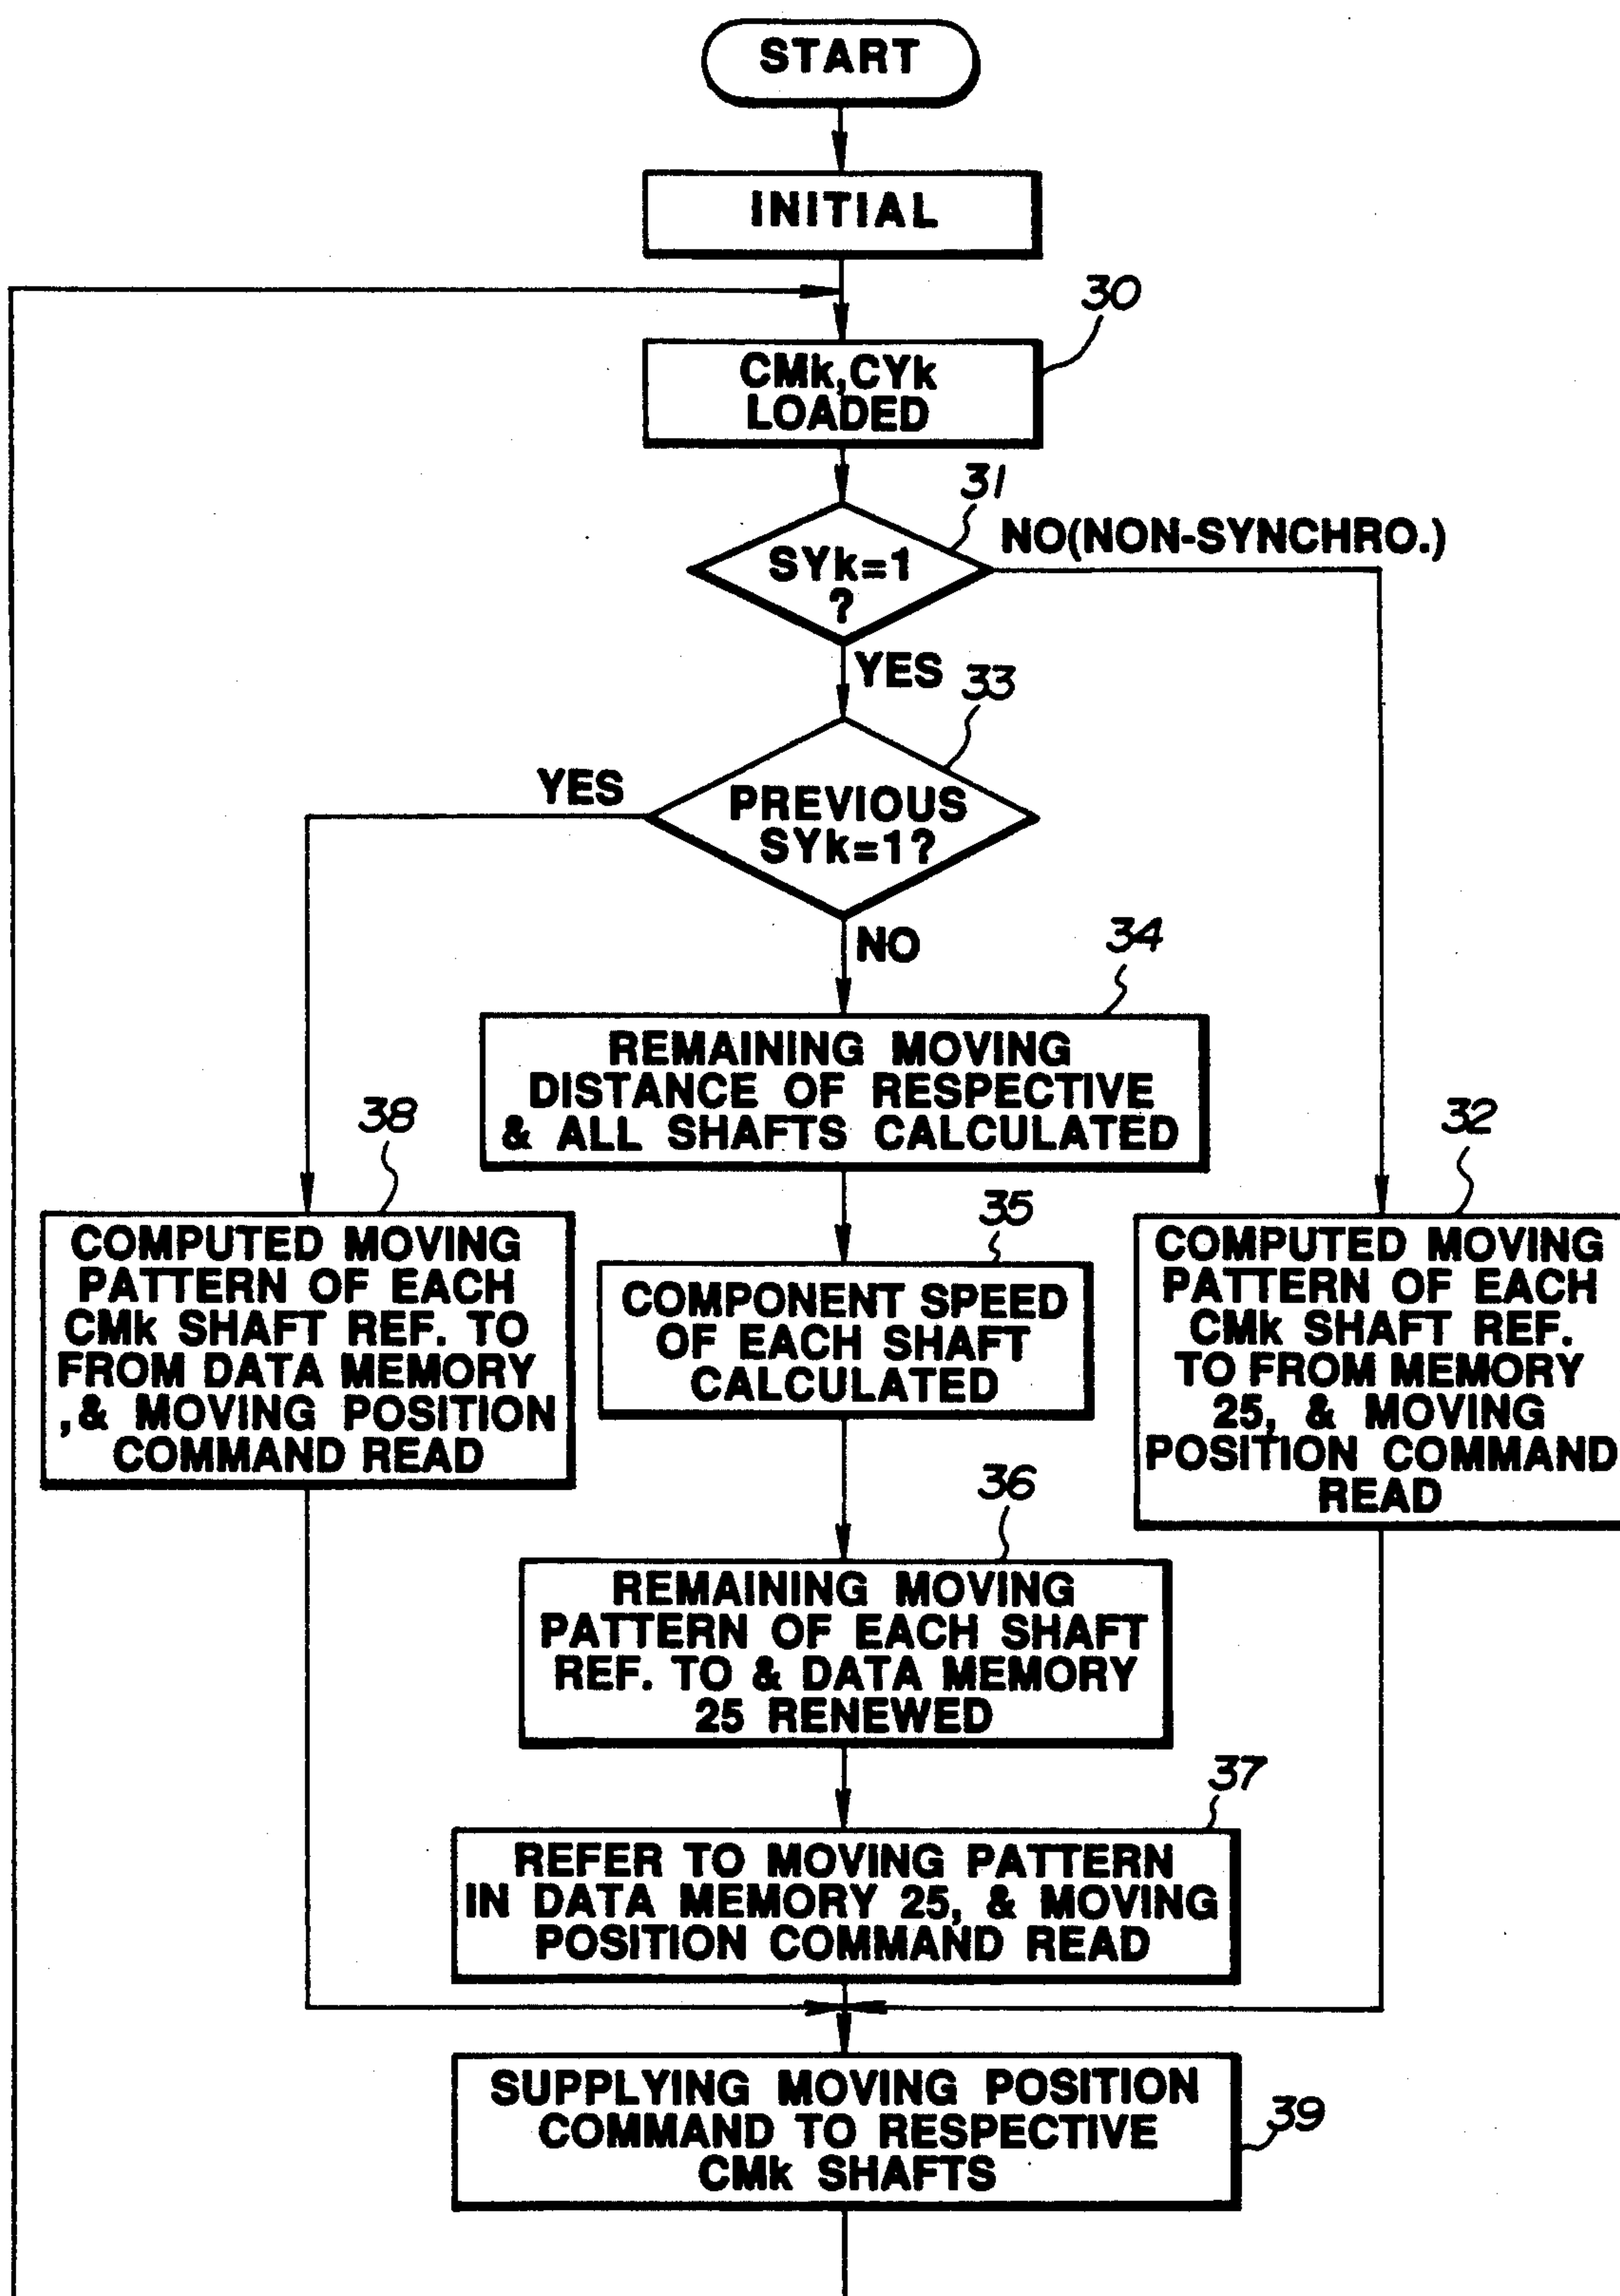 START
INITIAL
30
CMk,CYk
LOADED
31
NO(NON-SYNCHRO.)
SYk=1
?
YES
33
YES
PREVIOUS
SYk=1?
NO
34
REMAINING MOVING
DISTANCE OF RESPECTIVE
& ALL SHAFTS CALCULATED
38
COMPUTED MOVING
PATTERN OF EACH
CMk SHAFT REF. TO
FROM DATA MEMORY
,& MOVING POSITION
COMMAND READ
35
COMPONENT SPEED
OF EACH SHAFT
CALCULATED
32
COMPUTED MOVING
PATTERN OF EACH
CMk SHAFT REF.
TO FROM MEMORY
25, & MOVING
POSITION COMMAND
READ
36
REMAINING MOVING
PATTERN OF EACH SHAFT
REF. TO & DATA MEMORY
25 RENEWED
37
REFER TO MOVING PATTERN
IN DATA MEMORY 25, & MOVING
POSITION COMMAND READ
SUPPLYING MOVING POSITION
COMMAND TO RESPECTIVE
CMk SHAFTS
39